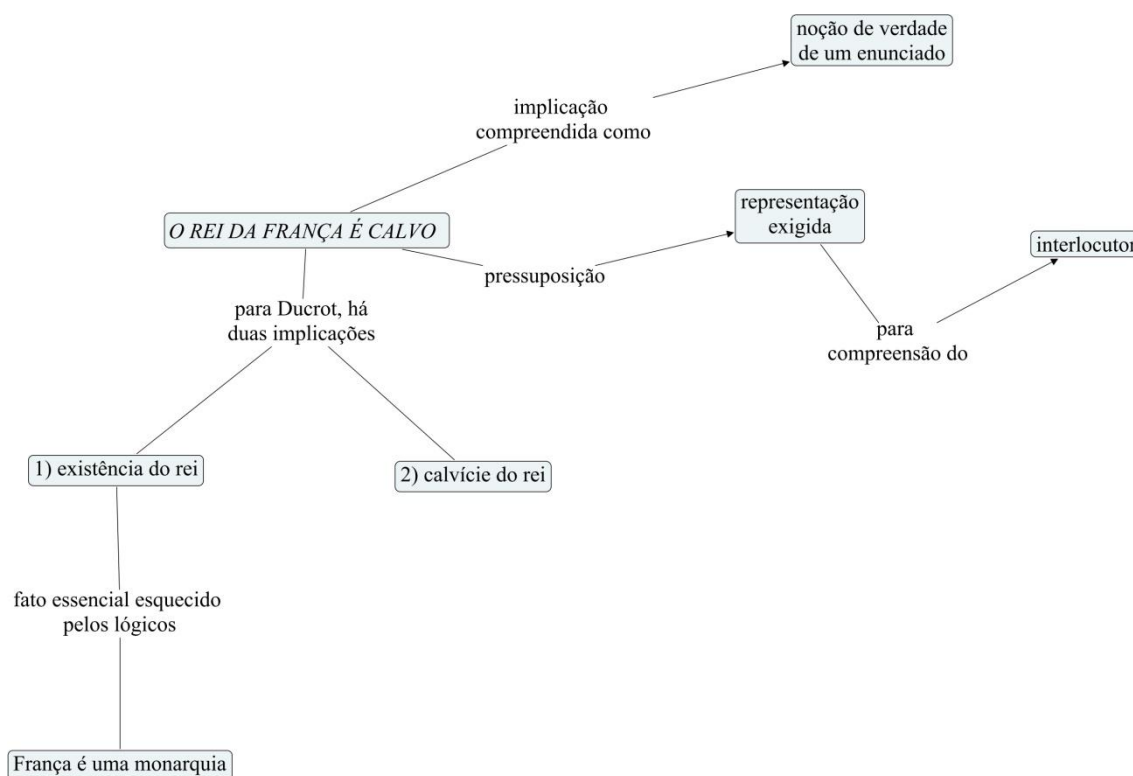 noção de verdade
de um enunciado
implicação
compreendida como
O REI DA FRANÇA É CALVO
representação
exigida
interlocutor
pressuposição
para Ducrot, há
duas implicações
para
compreensão do
1) existência do rei
2) calvície do rei
fato essencial esquecido
pelos lógicos
França é uma monarquia